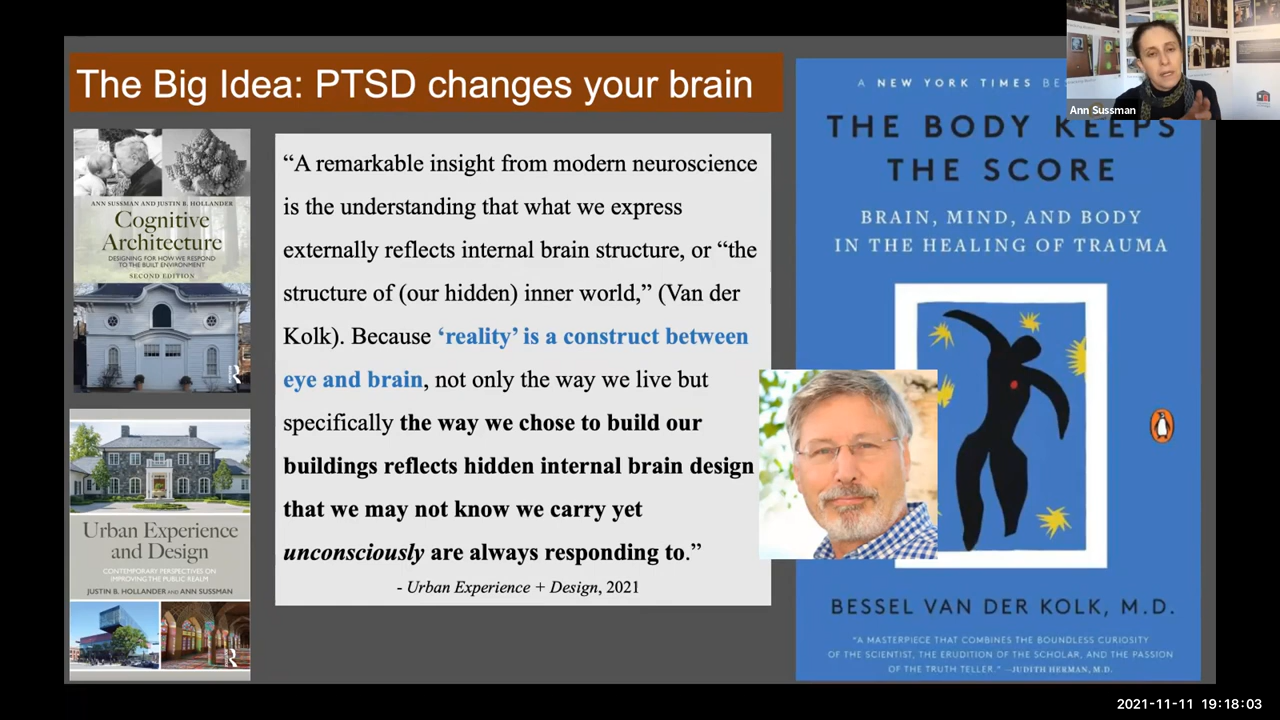 The Big Idea: PTSD changes your brain
ANN SUSSMAN AND JUSTIN B. HOLLANDER
Cognitive
Architecture
DESIGNING FOR HOW WE RESPOND
TO THE BUILT ENVIRONMENT
SECOND EDITION
R
Urban Experience
and Design
CONTEMPORARY PERSPECTIVES ON
IMPROVING THE PUBLIC REALM
JUSTIN B. HOLLANDER AND ANN SUSSMAN
R
“A remarkable insight from modern neuroscience
is the understanding that what we express
externally reflects internal brain structure, or “the
structure of (our hidden) inner world,” (Van der
Kolk). Because ‘reality’ is a construct between
eye and brain, not only the way we live but
specifically the way we chose to build our
buildings reflects hidden internal brain design
that we may not know we carry yet
unconsciously are always responding to.”
- Urban Experience + Design, 2021
A NEW YORK TIMES
THE BODY KEEPS
THE SCORE
BRAIN, MIND, AND BODY
IN THE HEALING OF TRAUMA
BESSEL VAN DER KOLK, M.D.
“A MASTERPIECE THAT COMBINES THE BOUNDLESS CURIOSITY
OF THE SCIENTIST, THE ERUDITION OF THE SCHOLAR, AND THE PASSION
OF THE TRUTH TELLER.” —JUDITH HERMAN, M.D.
Ann Sussman
2021-11-11 19:18:03